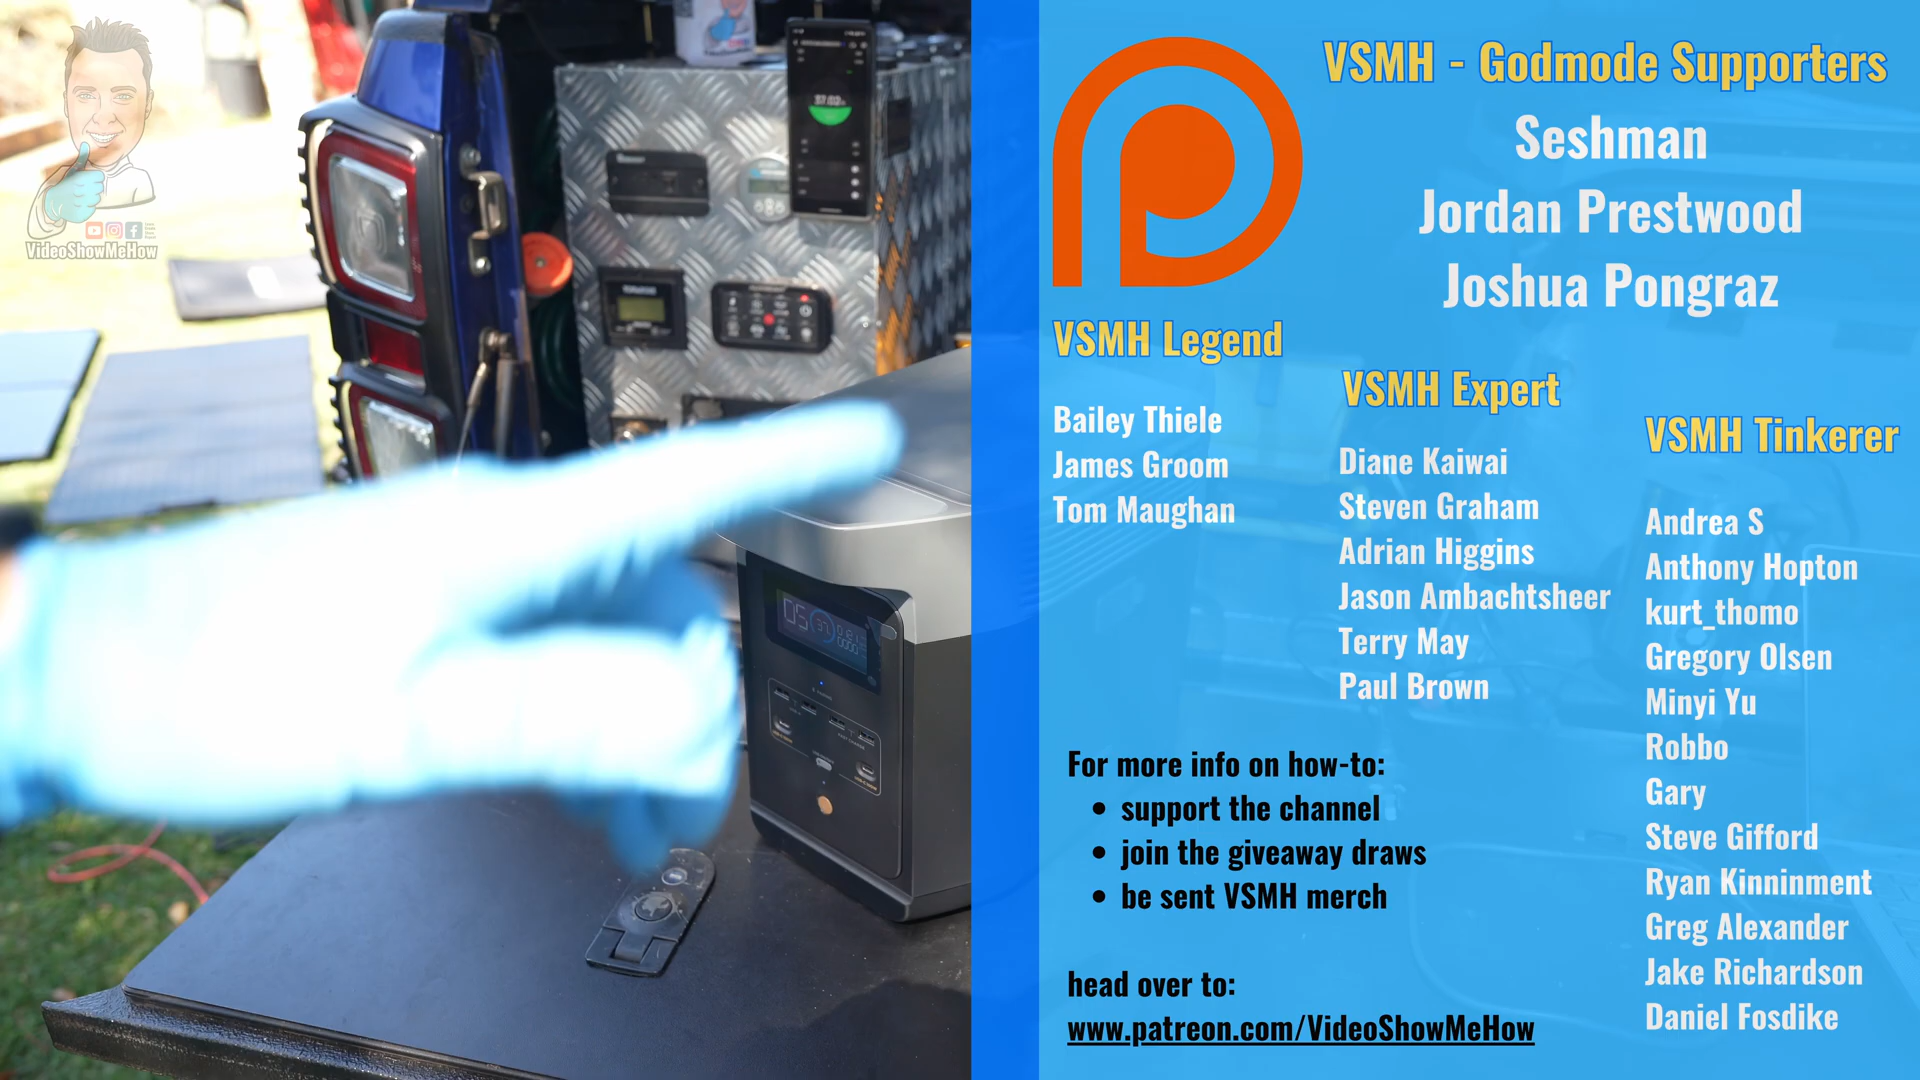 VideoShowMeHow
37.02
VSMH - Godmode Supporters
Seshman
Jordan Prestwood
Joshua Pongraz
VSMH Legend
Bailey Thiele
James Groom
Tom Maughan
VSMH Expert
Diane Kaiwai
Steven Graham
Adrian Higgins
Jason Ambachtsheer
Terry May
Paul Brown
VSMH Tinkerer
Andrea S
Anthony Hopton
kurt_thomo
Gregory Olsen
Minyi Yu
Robbo
Gary
Steve Gifford
Ryan Kinninment
Greg Alexander
Jake Richardson
Daniel Fosdike
For more info on how-to:
• support the channel
• join the giveaway draws
• be sent VSMH merch
head over to:
www.patreon.com/VideoShowMeHow